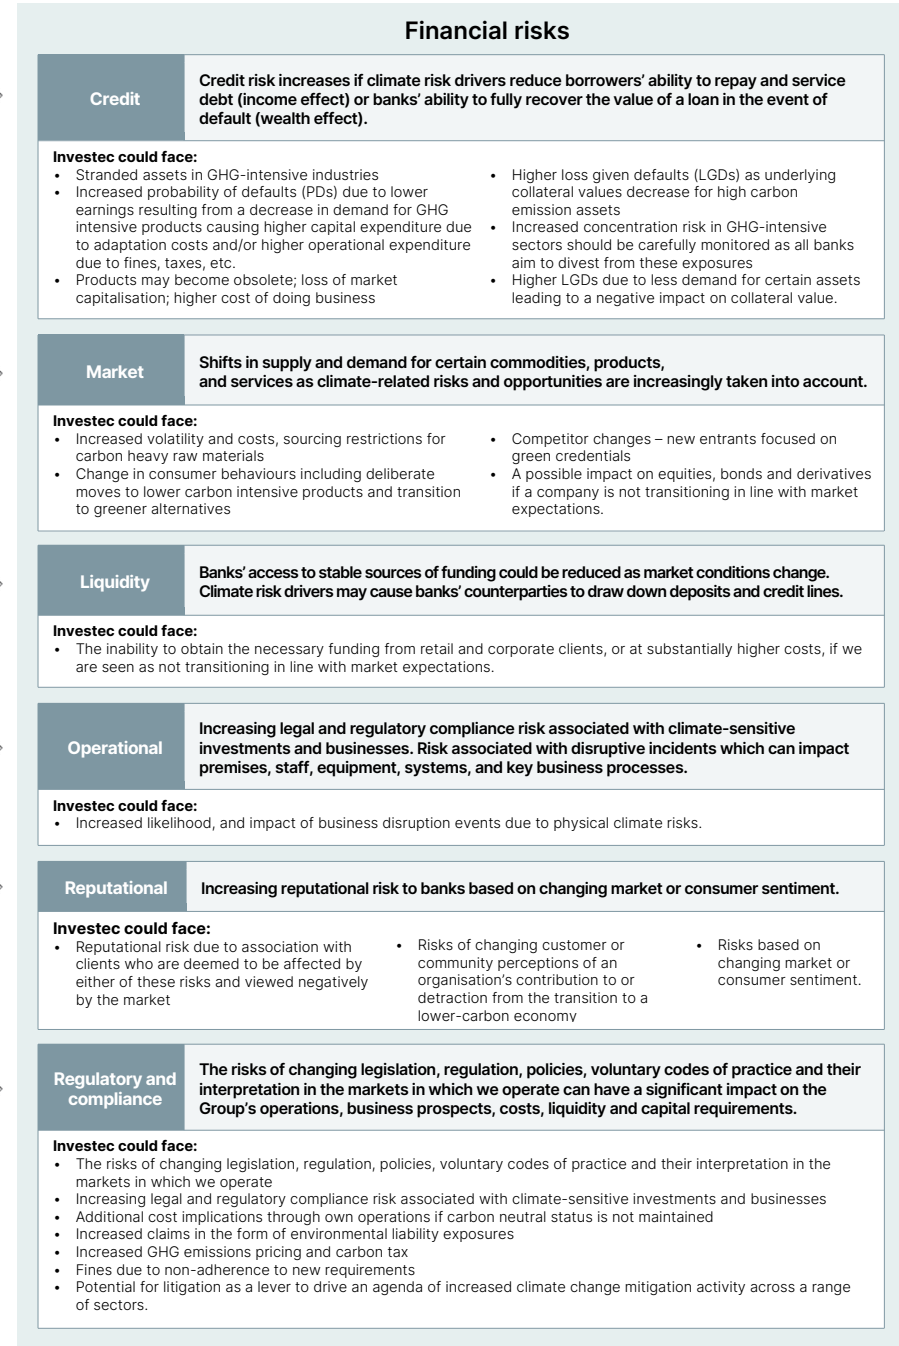 Financial risks
Credit
Credit risk increases if climate risk drivers reduce borrowers’ ability to repay and service
debt (income effect) or banks’ ability to fully recover the value of a loan in the event of
default (wealth effect).
Investec could face:
• Stranded assets in GHG-intensive industries
• Increased probability of defaults (PDs) due to lower
earnings resulting from a decrease in demand for GHG
intensive products causing higher capital expenditure due
to adaptation costs and/or higher operational expenditure
due to fines, taxes, etc.
• Products may become obsolete; loss of market
capitalisation; higher cost of doing business
• Higher loss given defaults (LGDs) as underlying
collateral values decrease for high carbon
emission assets
• Increased concentration risk in GHG-intensive
sectors should be carefully monitored as all banks
aim to divest from these exposures
• Higher LGDs due to less demand for certain assets
leading to a negative impact on collateral value.
Market
Shifts in supply and demand for certain commodities, products,
and services as climate-related risks and opportunities are increasingly taken into account.
Investec could face:
• Increased volatility and costs, sourcing restrictions for
carbon heavy raw materials
• Change in consumer behaviours including deliberate
moves to lower carbon intensive products and transition
to greener alternatives
• Competitor changes – new entrants focused on
green credentials
• A possible impact on equities, bonds and derivatives
if a company is not transitioning in line with market
expectations.
Liquidity
Banks’ access to stable sources of funding could be reduced as market conditions change.
Climate risk drivers may cause banks’ counterparties to draw down deposits and credit lines.
Investec could face:
• The inability to obtain the necessary funding from retail and corporate clients, or at substantially higher costs, if we
are seen as not transitioning in line with market expectations.
Operational
Increasing legal and regulatory compliance risk associated with climate-sensitive
investments and businesses. Risk associated with disruptive incidents which can impact
premises, staff, equipment, systems, and key business processes.
Investec could face:
• Increased likelihood, and impact of business disruption events due to physical climate risks.
Reputational
Increasing reputational risk to banks based on changing market or consumer sentiment.
Investec could face:
• Reputational risk due to association with
clients who are deemed to be affected by
either of these risks and viewed negatively
by the market
• Risks of changing customer or
community perceptions of an
organisation’s contribution to or
detraction from the transition to a
lower-carbon economy
• Risks based on
changing market or
consumer sentiment.
Regulatory and
compliance
The risks of changing legislation, regulation, policies, voluntary codes of practice and their
interpretation in the markets in which we operate can have a significant impact on the
Group’s operations, business prospects, costs, liquidity and capital requirements.
Investec could face:
• The risks of changing legislation, regulation, policies, voluntary codes of practice and their interpretation in the
markets in which we operate
• Increasing legal and regulatory compliance risk associated with climate-sensitive investments and businesses
• Additional cost implications through own operations if carbon neutral status is not maintained
• Increased claims in the form of environmental liability exposures
• Increased GHG emissions pricing and carbon tax
• Fines due to non-adherence to new requirements
• Potential for litigation as a lever to drive an agenda of increased climate change mitigation activity across a range
of sectors.